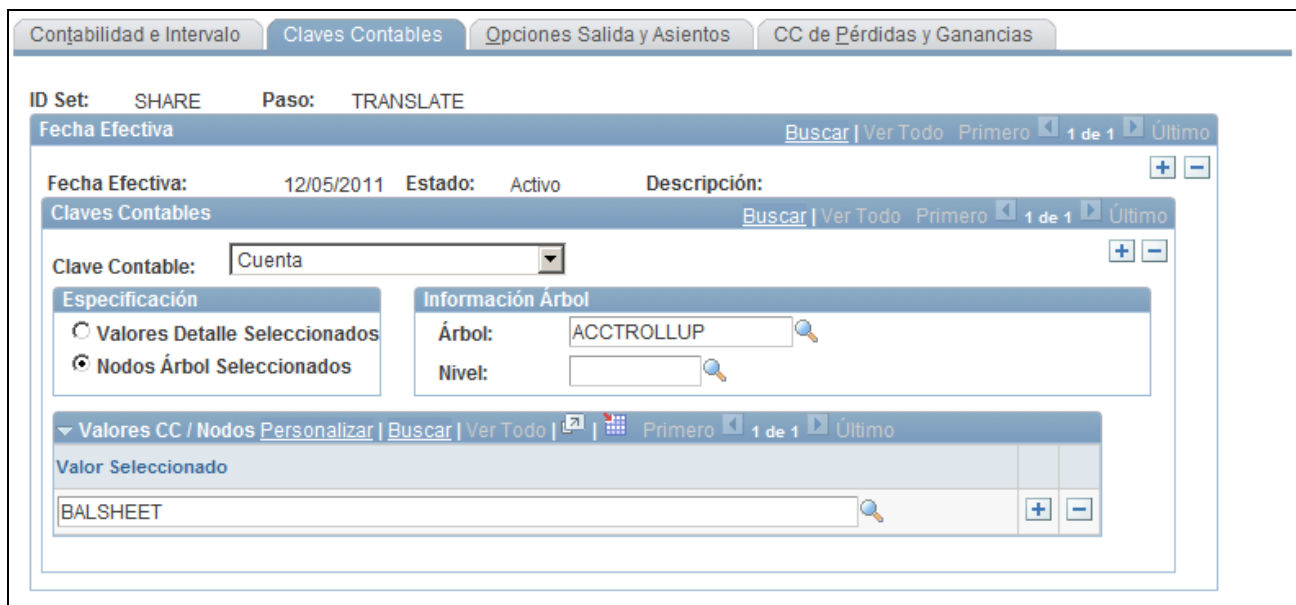 Contabilidad e Intervalo Claves Contables Opciones Salida y Asientos CC de Pérdidas y Ganancias
ID Set: SHARE Paso: TRANSLATE
Fecha Efectiva Buscar | Ver Todo Primero 1 de 1 Último
Fecha Efectiva: 12/05/2011 Estado: Activo Descripción:
Claves Contables Buscar | Ver Todo Primero 1 de 1 Último
Clave Contable: Cuenta
Especificación Información Árbol
Valores Detalle Seleccionados Árbol: ACCTROLLUP
Nodos Árbol Seleccionados Nivel:
Valores CC / Nodos Personalizar | Buscar | Ver Todo | | Primero 1 de 1 Último
Valor Seleccionado
BALSHEET